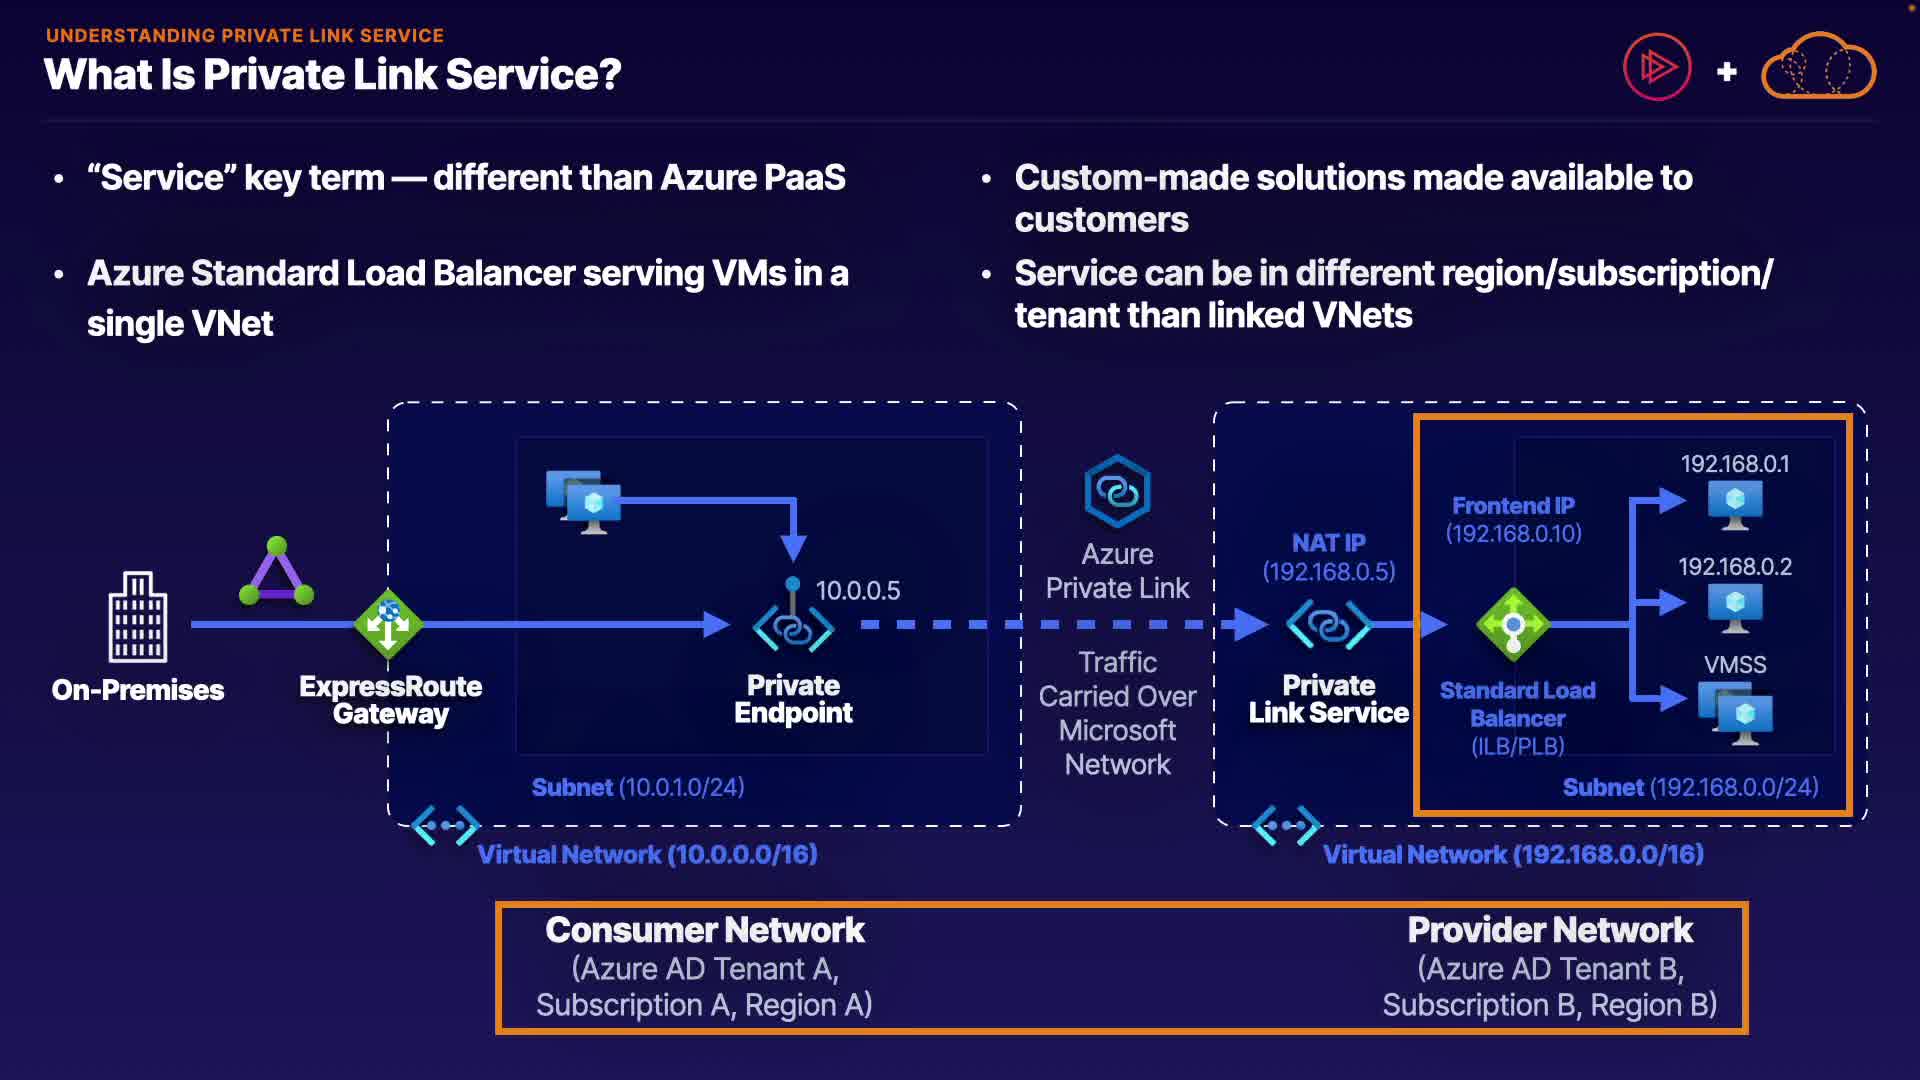 UNDERSTANDING PRIVATE LINK SERVICE
What Is Private Link Service?
+
• “Service” key term — different than Azure PaaS
• Azure Standard Load Balancer serving VMs in a
single VNet
• Custom-made solutions made available to
customers
• Service can be in different region/subscription/
tenant than linked VNets
On-Premises
ExpressRoute
Gateway
10.0.0.5
Private
Endpoint
Subnet (10.0.1.0/24)
Virtual Network (10.0.0.0/16)
Azure
Private Link
Traffic
Carried Over
Microsoft
Network
NAT IP
(192.168.0.5)
Private
Link Service
Frontend IP
(192.168.0.10)
Standard Load
Balancer
(ILB/PLB)
192.168.0.1
192.168.0.2
VMSS
Subnet (192.168.0.0/24)
Virtual Network (192.168.0.0/16)
Consumer Network
(Azure AD Tenant A,
Subscription A, Region A)
Provider Network
(Azure AD Tenant B,
Subscription B, Region B)